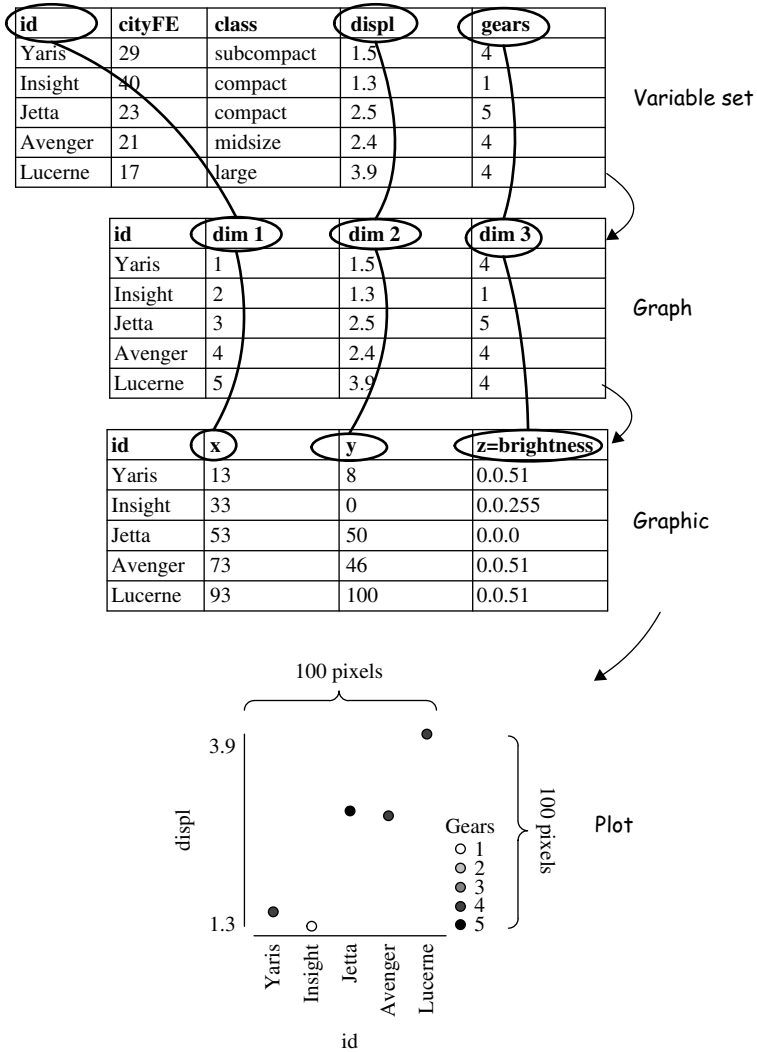 id cityFE class displ gears
Yaris 29 subcompact 1.5 4
Insight 40 compact 1.3 1
Jetta 23 compact 2.5 5
Avenger 21 midsize 2.4 4
Lucerne 17 large 3.9 4
Variable set
id dim 1 dim 2 dim 3
Yaris 1 1.5 4
Insight 2 1.3 1
Jetta 3 2.5 5
Avenger 4 2.4 4
Lucerne 5 3.9 4
Graph
id x y z=brightness
Yaris 13 8 0.0.51
Insight 33 0 0.0.255
Jetta 53 50 0.0.0
Avenger 73 46 0.0.51
Lucerne 93 100 0.0.51
Graphic
100 pixels
3.9
displ
1.3
Gears
1
2
3
4
5
100 pixels
Plot
Yaris
Insight
Jetta
Avenger
Lucerne
id